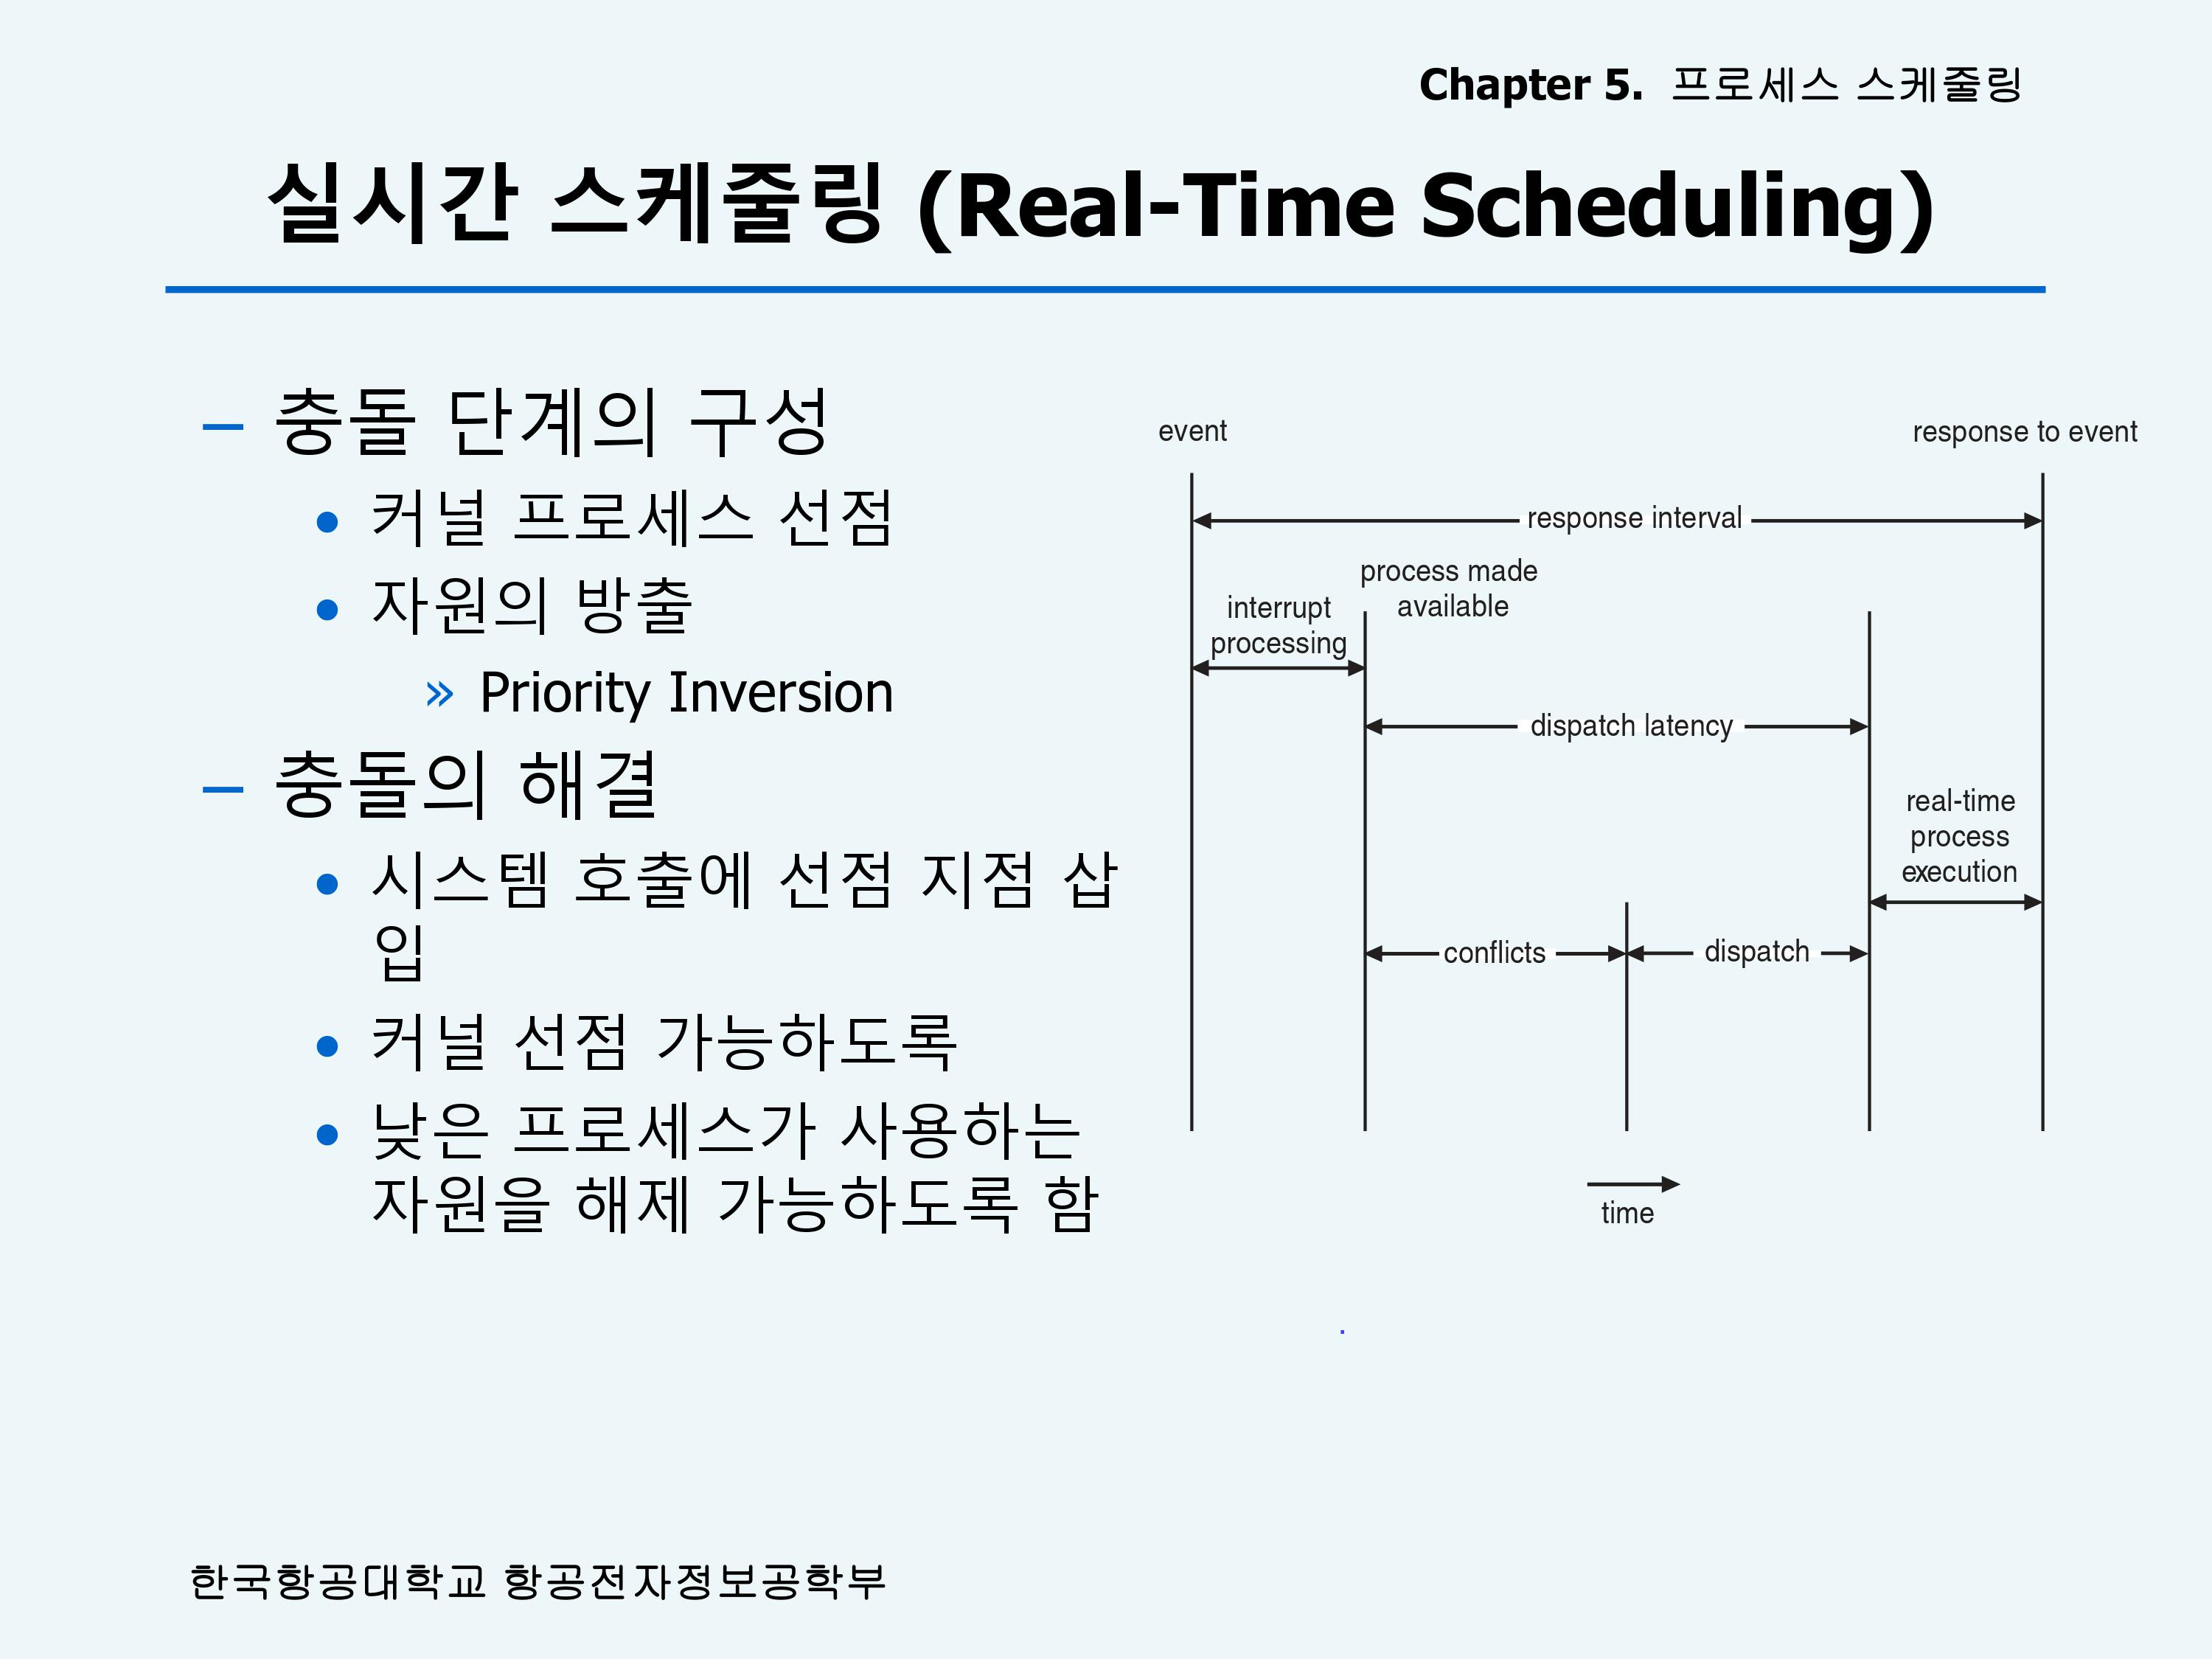 Chapter 5. 프로세스 스케줄링
실시간 스케줄링 (Real-Time Scheduling)
– 충돌 단계의 구성
• 커널 프로세스 선점
• 자원의 방출
» Priority Inversion
– 충돌의 해결
• 시스템 호출에 선점 지점 삽
입
• 커널 선점 가능하도록
• 낮은 프로세스가 사용하는
자원을 해제 가능하도록 함
event
response to event
response interval
process made
available
interrupt
processing
dispatch latency
real-time
process
execution
conflicts
dispatch
time
한국항공대학교 항공전자정보공학부